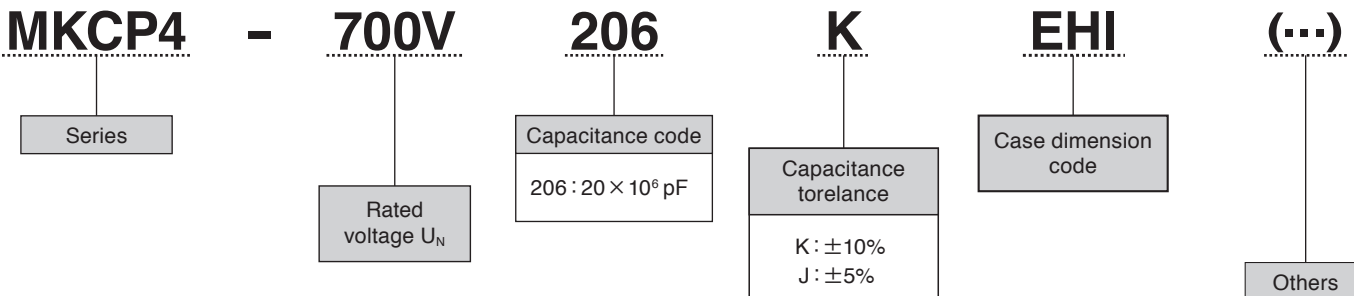 MKCP4 - 700V 206 K EHI (···)
Series
Rated
voltage UN
Capacitance code
206 : 20 × 10⁶ pF
Capacitance
torelance
K : ±10%
J : ±5%
Case dimension
code
Others